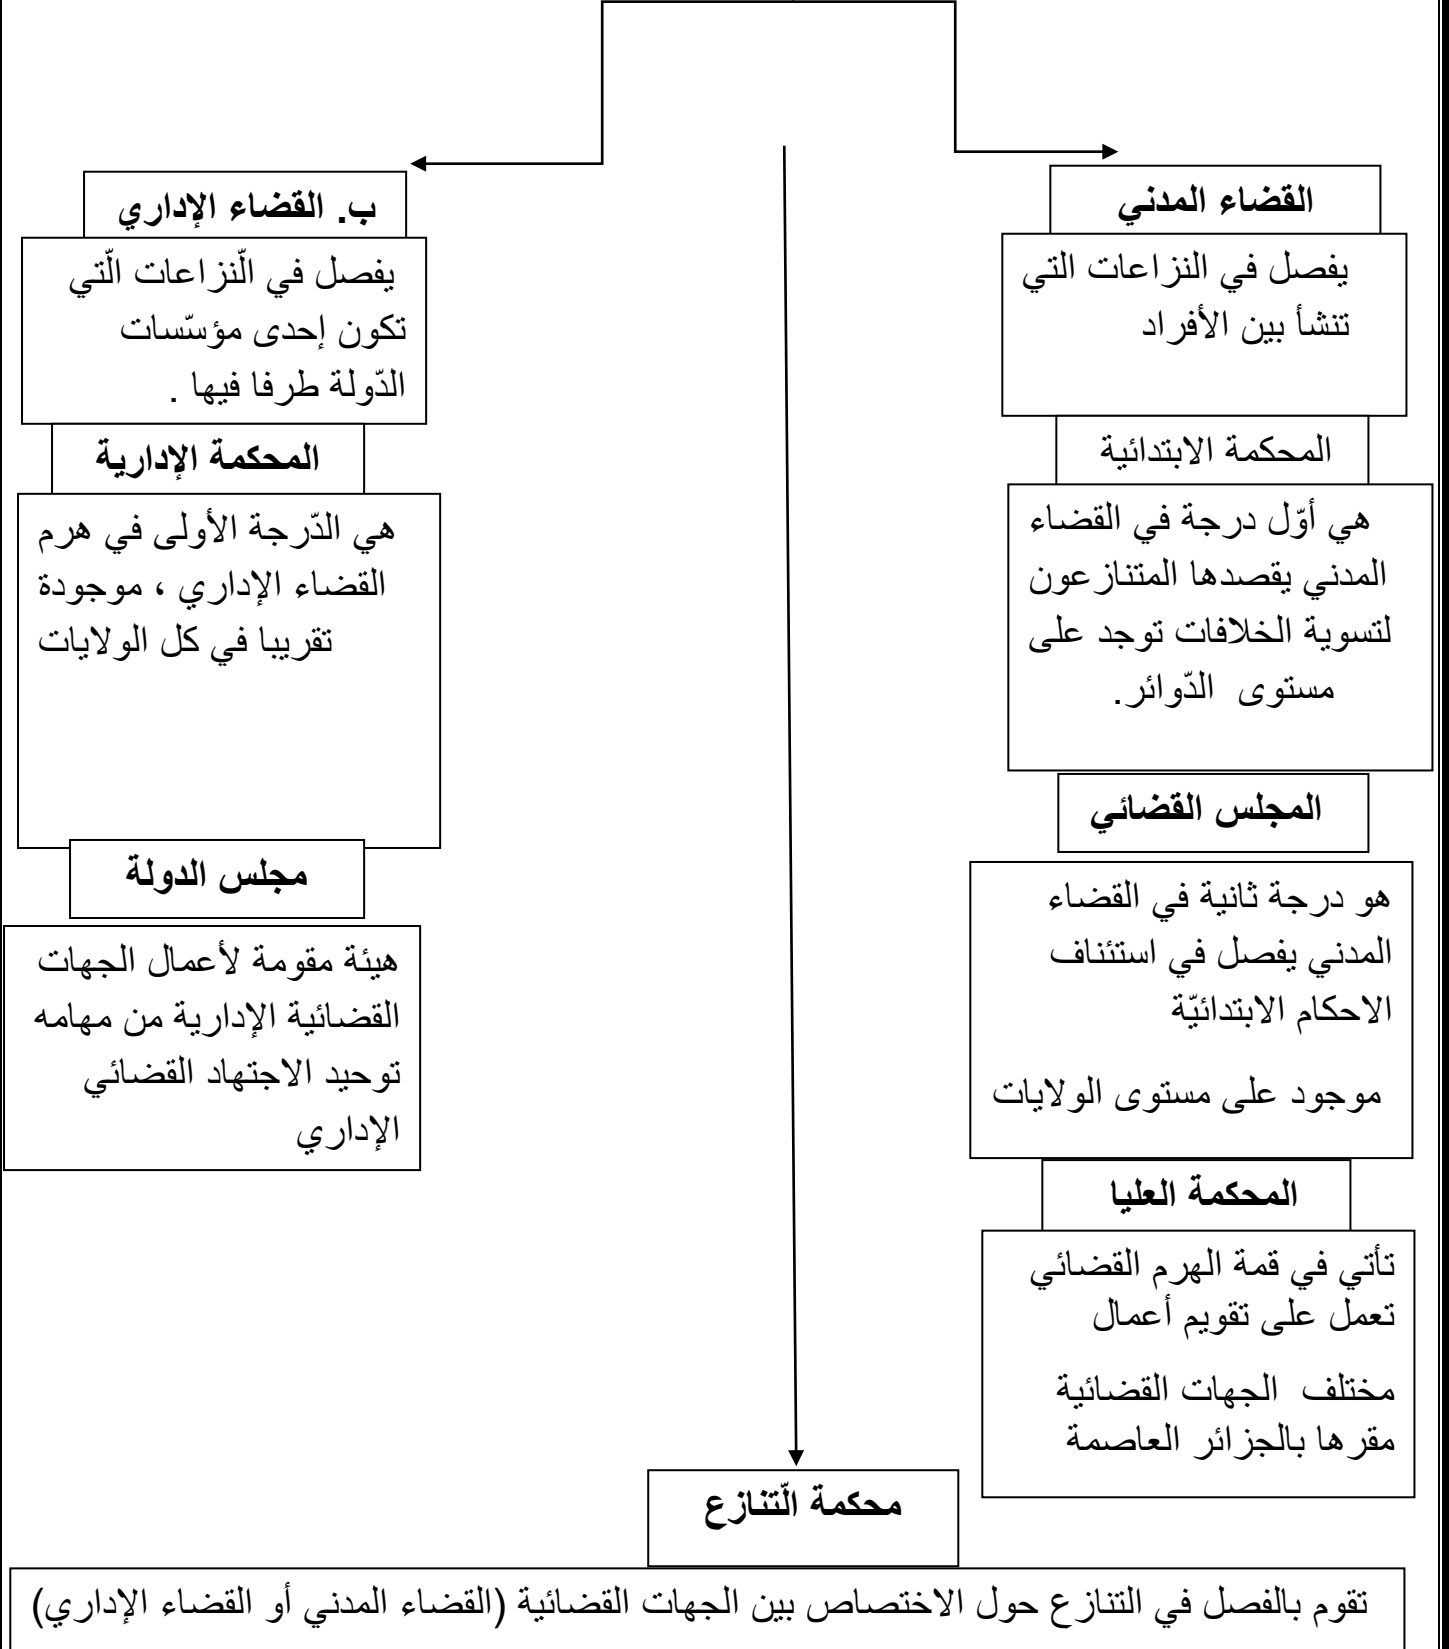 القضاء المدني
يفصل في النزاعات التي
تنشأ بين الأفراد
المحكمة الابتدائية
هي أوّل درجة في القضاء
المدني يقصدها المتنازعون
لتسوية الخلافات توجد على
مستوى الدّوائر.
المجلس القضائي
هو درجة ثانية في القضاء
المدني يفصل في استئناف
الاحكام الابتدائيّة
موجود على مستوى الولايات
المحكمة العليا
تأتي في قمة الهرم القضائي
تعمل على تقويم أعمال
مختلف الجهات القضائية
مقرها بالجزائر العاصمة
ب. القضاء الإداري
يفصل في الّنزاعات الّتي
تكون إحدى مؤسّسات
الدّولة طرفا فيها .
المحكمة الإدارية
هي الدّرجة الأولى في هرم
القضاء الإداري ، موجودة
تقريبا في كل الولايات
مجلس الدولة
هيئة مقومة لأعمال الجهات
القضائية الإدارية من مهامه
توحيد الاجتهاد القضائي
الإداري
محكمة الّتنازع
تقوم بالفصل في التنازع حول الاختصاص بين الجهات القضائية (القضاء المدني أو القضاء الإداري)